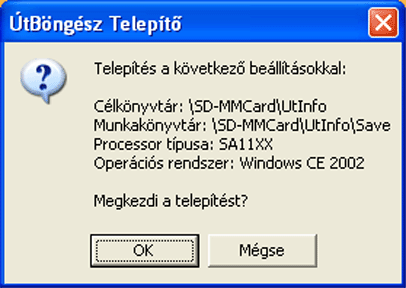 ÚtBöngész Telepítő
Telepítés a következő beállításokkal:
Célkönyvtár: \SD-MMCard\UtInfo
Munkakönyvtár: \SD-MMCard\UtInfo\Save
Processor típusa: SA11XX
Operációs rendszer: Windows CE 2002
Megkezdi a telepítést?
OK
Mégse